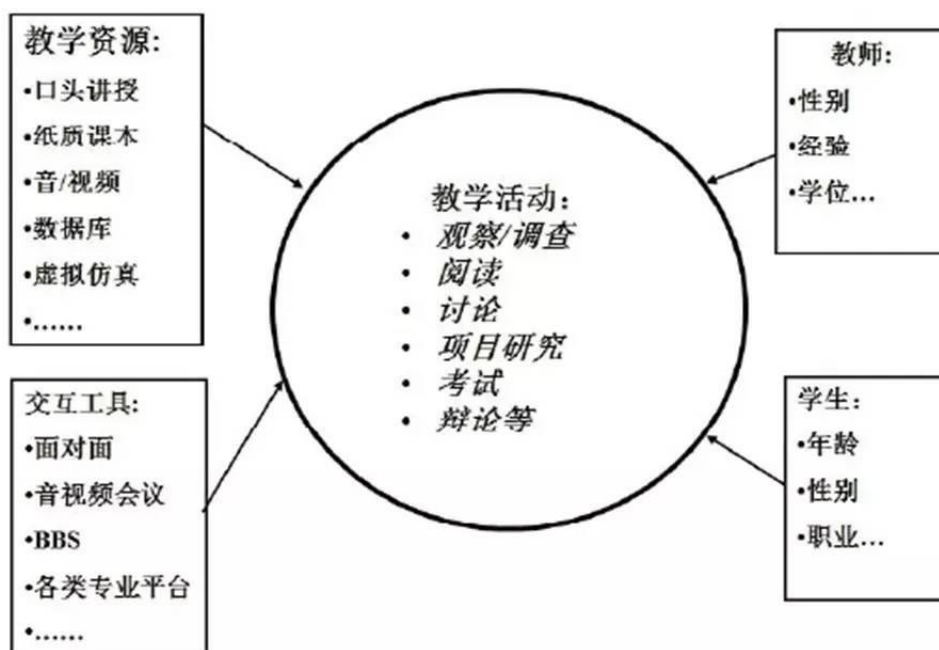 教学资源:
•口头讲授
•纸质课本
•音/视频
•数据库
•虚拟仿真
•……
交互工具:
•面对面
•音视频会议
•BBS
•各类专业平台
•……
教学活动:
• 观察/调查
• 阅读
• 讨论
• 项目研究
• 考试
• 辩论等
教师:
•性别
•经验
•学位...
学生:
•年龄
•性别
•职业...